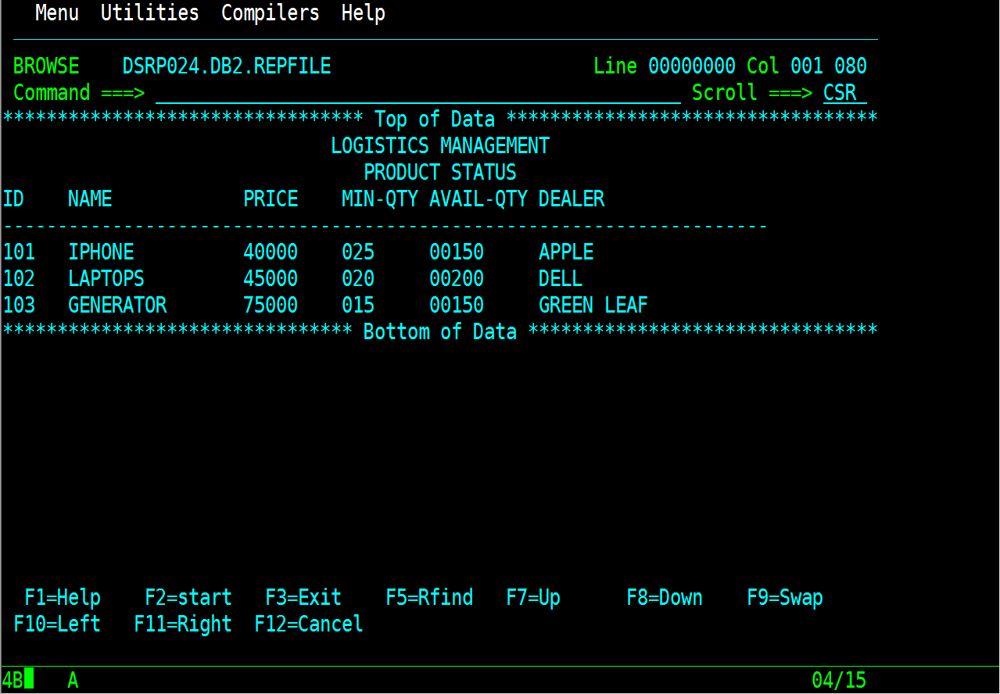 Menu  Utilities  Compilers  Help
BROWSE    DSRP024.DB2.REPFILE                        Line 00000000 Col 001 080
Command ===>                                                  Scroll ===> CSR
********************************* Top of Data **********************************
LOGISTICS MANAGEMENT
PRODUCT STATUS
ID    NAME            PRICE    MIN-QTY AVAIL-QTY DEALER
----------------------------------------------------------------------
101   IPHONE          40000    025     00150     APPLE
102   LAPTOPS         45000    020     00200     DELL
103   GENERATOR       75000    015     00150     GREEN LEAF
******************************** Bottom of Data ********************************
F1=Help    F2=start   F3=Exit    F5=Rfind   F7=Up      F8=Down    F9=Swap
F10=Left   F11=Right  F12=Cancel
4B    A                                                                   04/15